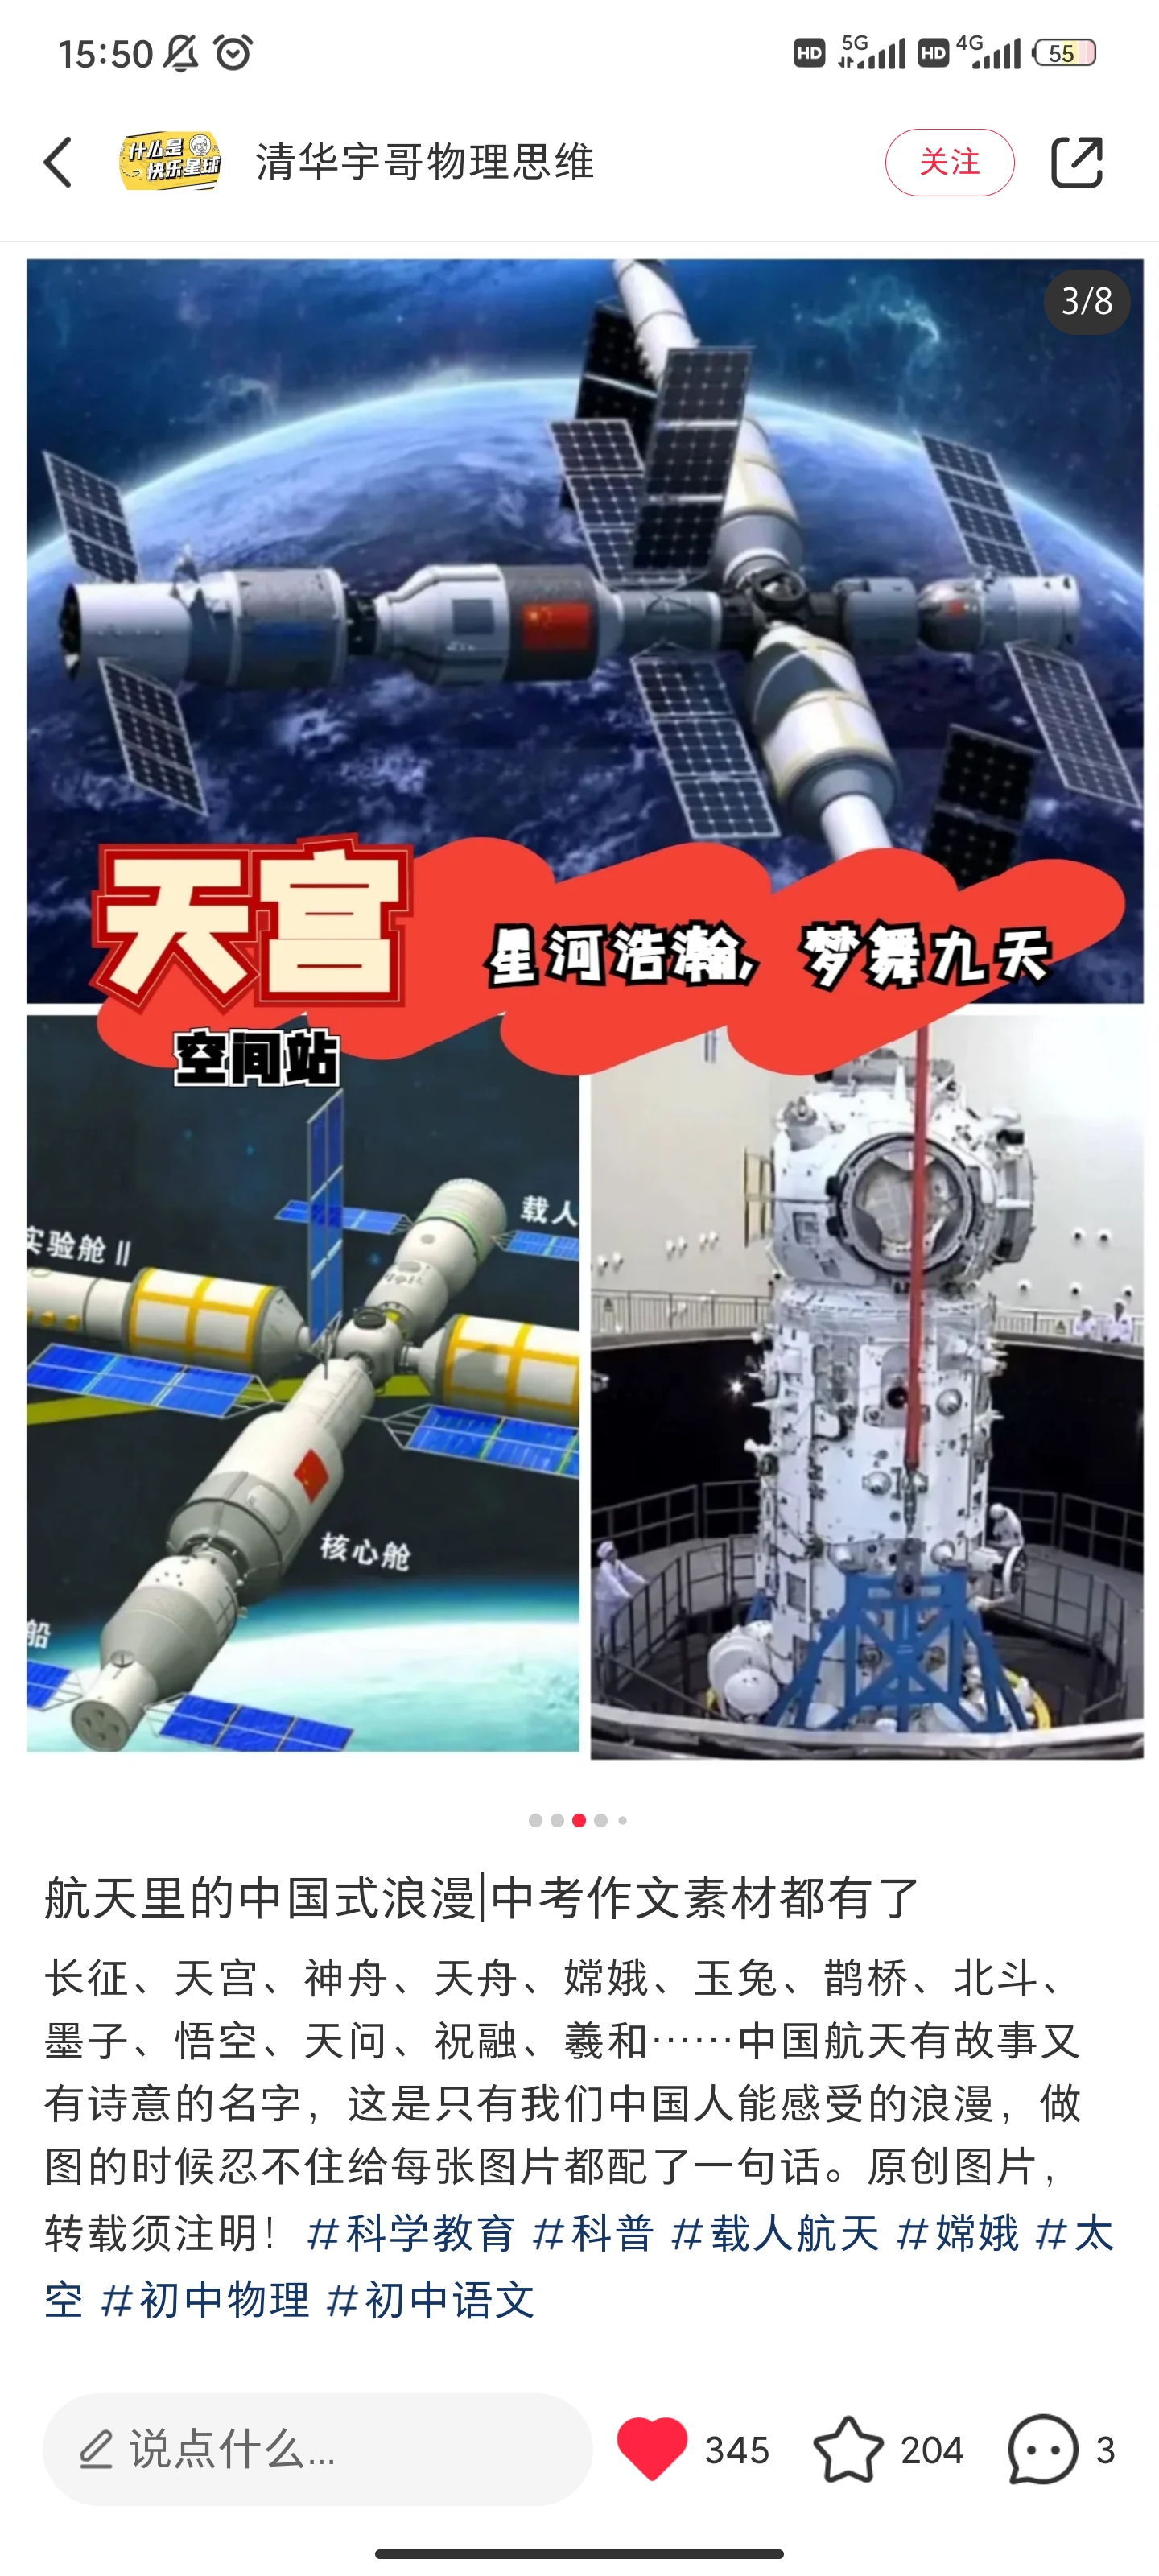 15:50
HD 5G HD 4G 55
什么是
快乐星球
清华宇哥物理思维
关注
3/8
天宫
星河浩瀚，梦舞九天
空间站
载人
实验舱Ⅱ
核心舱
船
航天里的中国式浪漫|中考作文素材都有了
长征、天宫、神舟、天舟、嫦娥、玉兔、鹊桥、北斗、
墨子、悟空、天问、祝融、羲和……中国航天有故事又
有诗意的名字，这是只有我们中国人能感受的浪漫，做
图的时候忍不住给每张图片都配了一句话。原创图片，
转载须注明！#科学教育 #科普 #载人航天 #嫦娥 #太
空 #初中物理 #初中语文
说点什么...
345
204
3